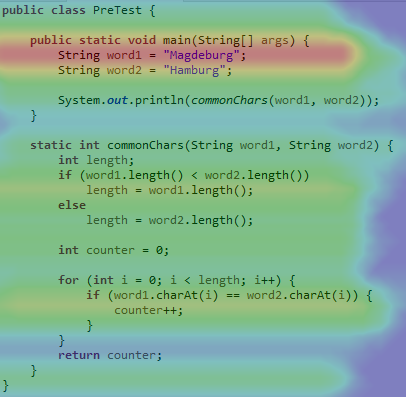 public class PreTest {
public static void main(String[] args) {
String word1 = "Magdeburg";
String word2 = "Hamburg";
System.out.println(commonChars(word1, word2));
}
static int commonChars(String word1, String word2) {
int length;
if (word1.length() < word2.length())
length = word1.length();
else
length = word2.length();
int counter = 0;
for (int i = 0; i < length; i++) {
if (word1.charAt(i) == word2.charAt(i)) {
counter++;
}
}
return counter;
}
}